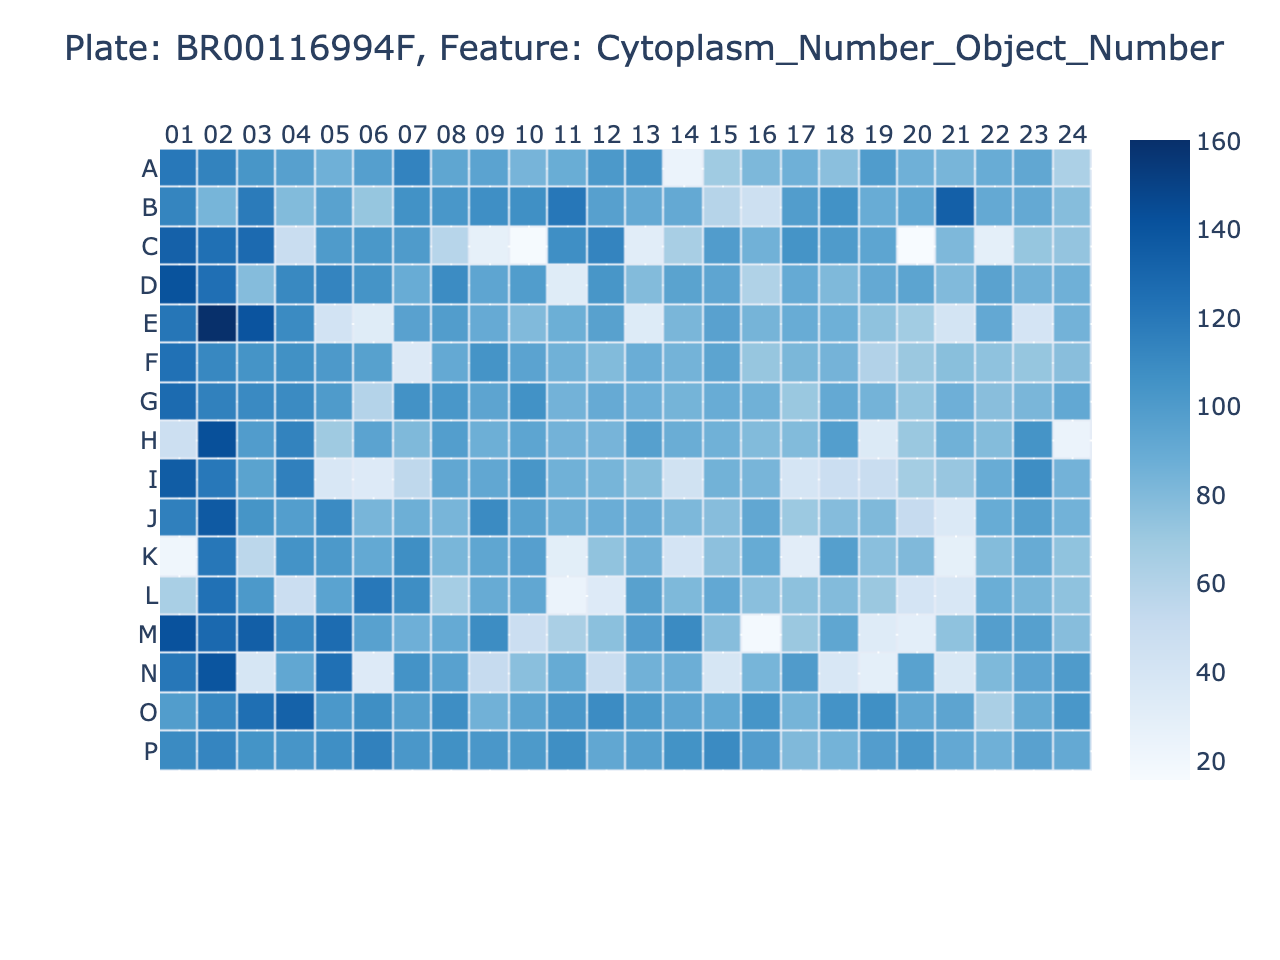 Plate: BR00116994F, Feature: Cytoplasm_Number_Object_Number
01 02 03 04 05 06 07 08 09 10 11 12 13 14 15 16 17 18 19 20 21 22 23 24
A
B
C
D
E
F
G
H
I
J
K
L
M
N
O
P
160
140
120
100
80
60
40
20